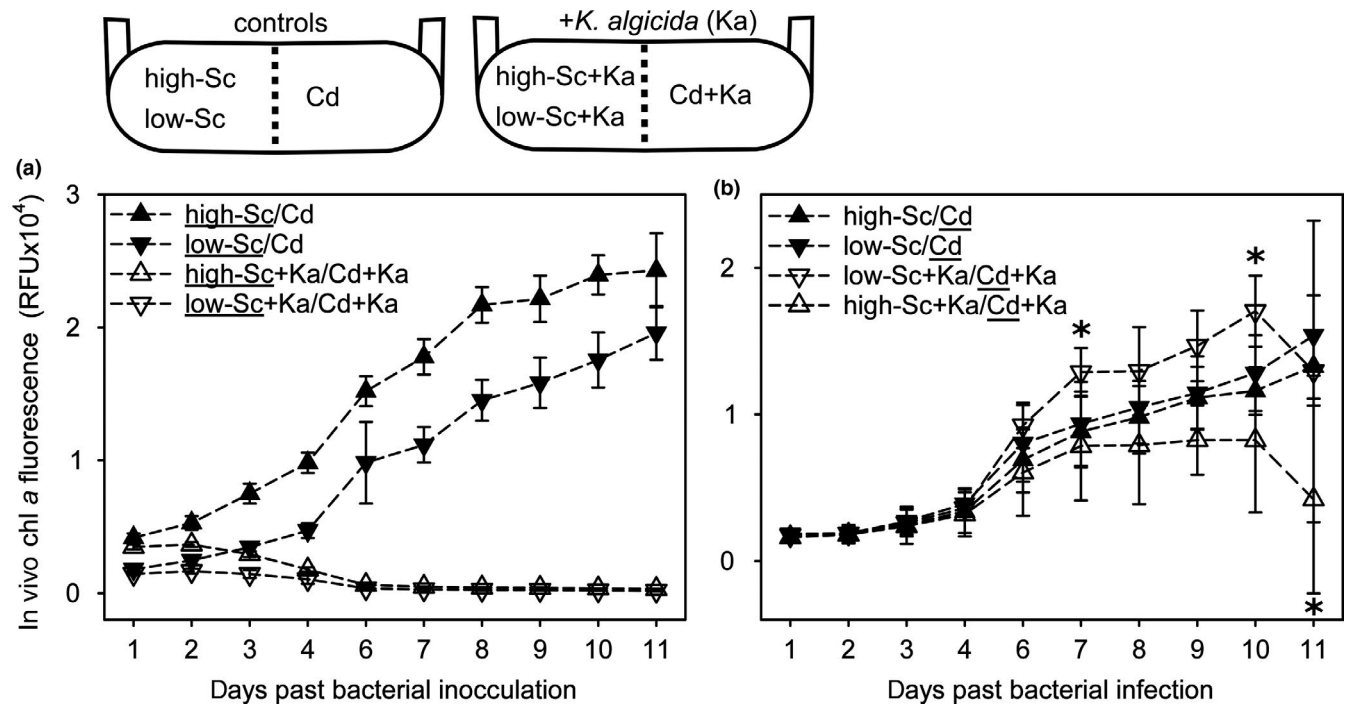 controls
high-Sc
low-Sc
Cd
+K. algicida (Ka)
high-Sc+Ka
low-Sc+Ka
Cd+Ka
(a)
In vivo chl a fluorescence (RFUx10⁴)
3
2
1
0
high-Sc/Cd
low-Sc/Cd
high-Sc+Ka/Cd+Ka
low-Sc+Ka/Cd+Ka
1 2 3 4 6 7 8 9 10 11
Days past bacterial inocculation
(b)
2
1
0
high-Sc/Cd
low-Sc/Cd
low-Sc+Ka/Cd+Ka
high-Sc+Ka/Cd+Ka
*
*
*
1 2 3 4 6 7 8 9 10 11
Days past bacterial infection